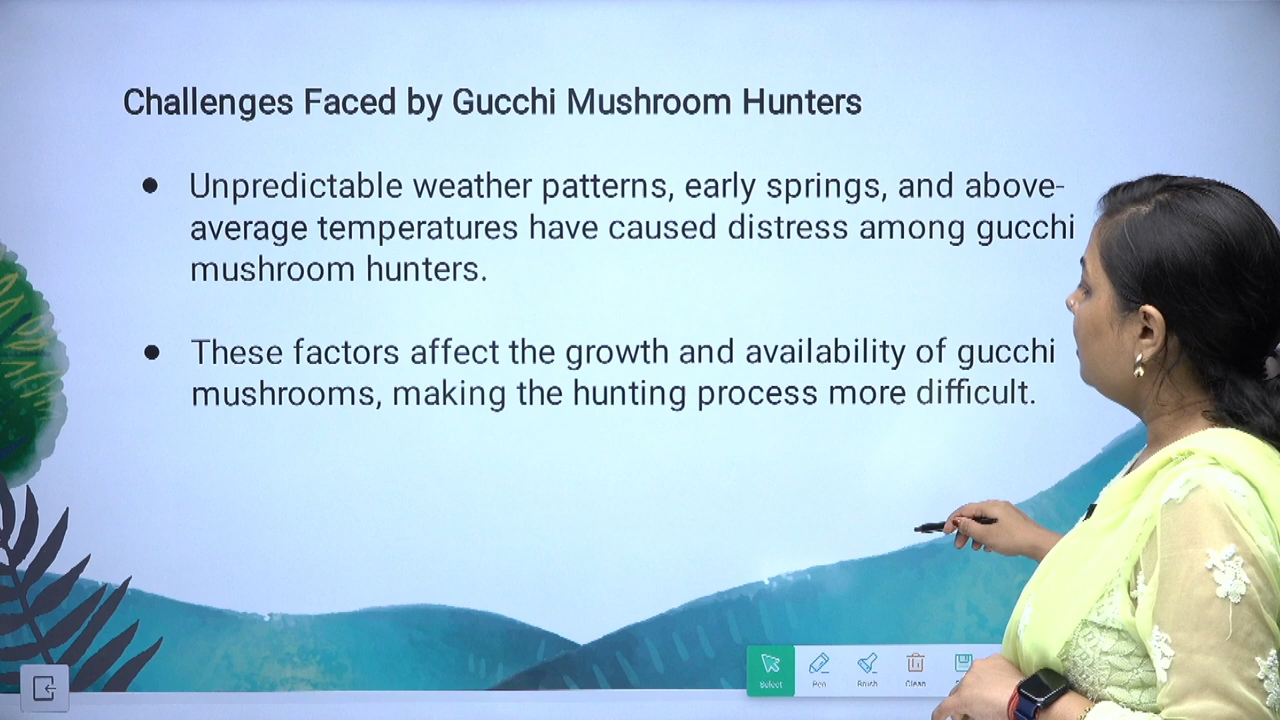 Challenges Faced by Gucchi Mushroom Hunters
● Unpredictable weather patterns, early springs, and above-
average temperatures have caused distress among gucchi
mushroom hunters.
● These factors affect the growth and availability of gucchi
mushrooms, making the hunting process more difficult.
Select Pen Brush Clean